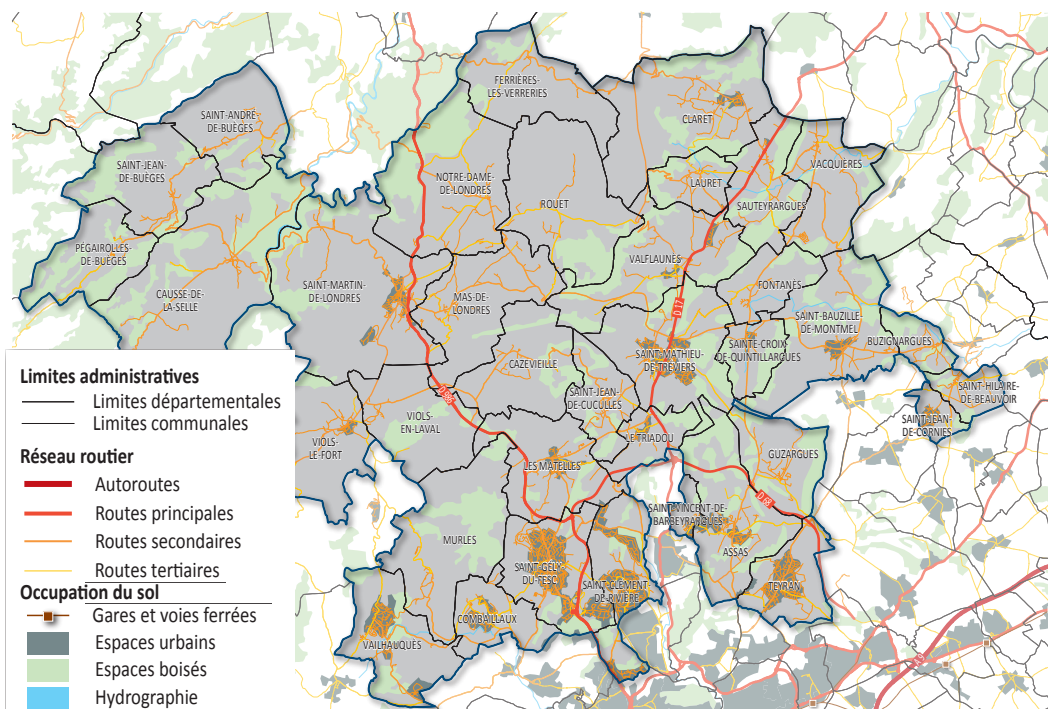 FERRIÈRES-
LES-VERRERIES
SAINT-ANDRÉ-
DE-BUÈGES
CLARET
SAINT-JEAN-
DE-BUÈGES
VACQUIÈRES
NOTRE-DAME-
DE-LONDRES
LAURET
ROUET
SAUTEYRARGUES
PÉGAIROLLES-
DE-BUÈGES
VALFLAUNÈS
SAINT-MARTIN-
DE-LONDRES
FONTANÈS
CAUSSE-DE-
LA-SELLE
MAS-DE-
LONDRES
D 17
SAINT-BAUZILLE-
DE-MONTMEL
SAINTE-CROIX
-DE-QUINTILLARGUES
BUZIGNARGUES
SAINT-MATHIEU-
DE-TRÉVIERS
CAZEVIEILLE
SAINT-HILAIRE-
DE-BEAUVOIR
SAINT-JEAN-
DE-CUCULLES
D 986
SAINT-JEAN-
DE-CORNIES
VIOLS-
EN-LAVAL
LE TRIADOU
VIOLS-
LE-FORT
GUZARGUES
LES MATELLES
D 68
SAINT-VINCENT-DE-
BARBEYRARGUES
MURLES
ASSAS
SAINT-GÉLY-
DU-FESC
SAINT-CLÉMENT-
DE-RIVIÈRE
TEYRAN
COMBAILLAUX
VAILHAUQUÈS
A 9
Limites administratives
Limites départementales
Limites communales
Réseau routier
Autoroutes
Routes principales
Routes secondaires
Routes tertiaires
Occupation du sol
Gares et voies ferrées
Espaces urbains
Espaces boisés
Hydrographie